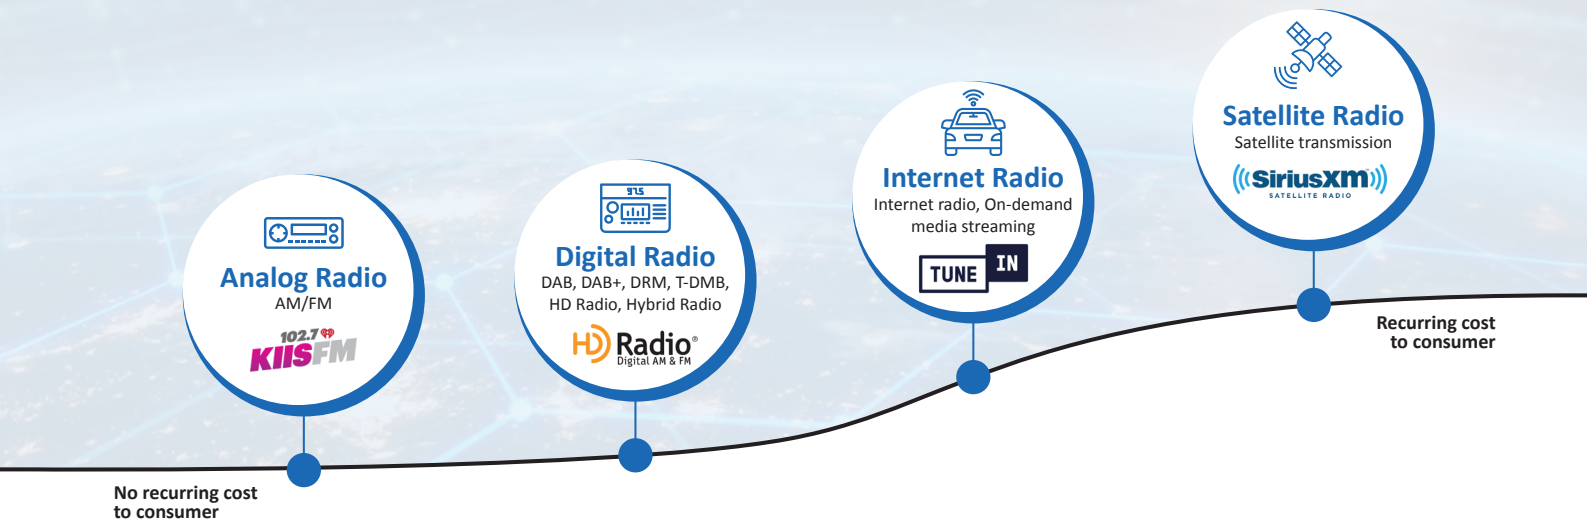 Analog Radio
AM/FM
102.7
KIIS FM
97.5
Digital Radio
DAB, DAB+, DRM, T-DMB,
HD Radio, Hybrid Radio
HD Radio®
Digital AM & FM
Internet Radio
Internet radio, On-demand
media streaming
TUNE IN
Satellite Radio
Satellite transmission
SiriusXM
SATELLITE RADIO
No recurring cost
to consumer
Recurring cost
to consumer